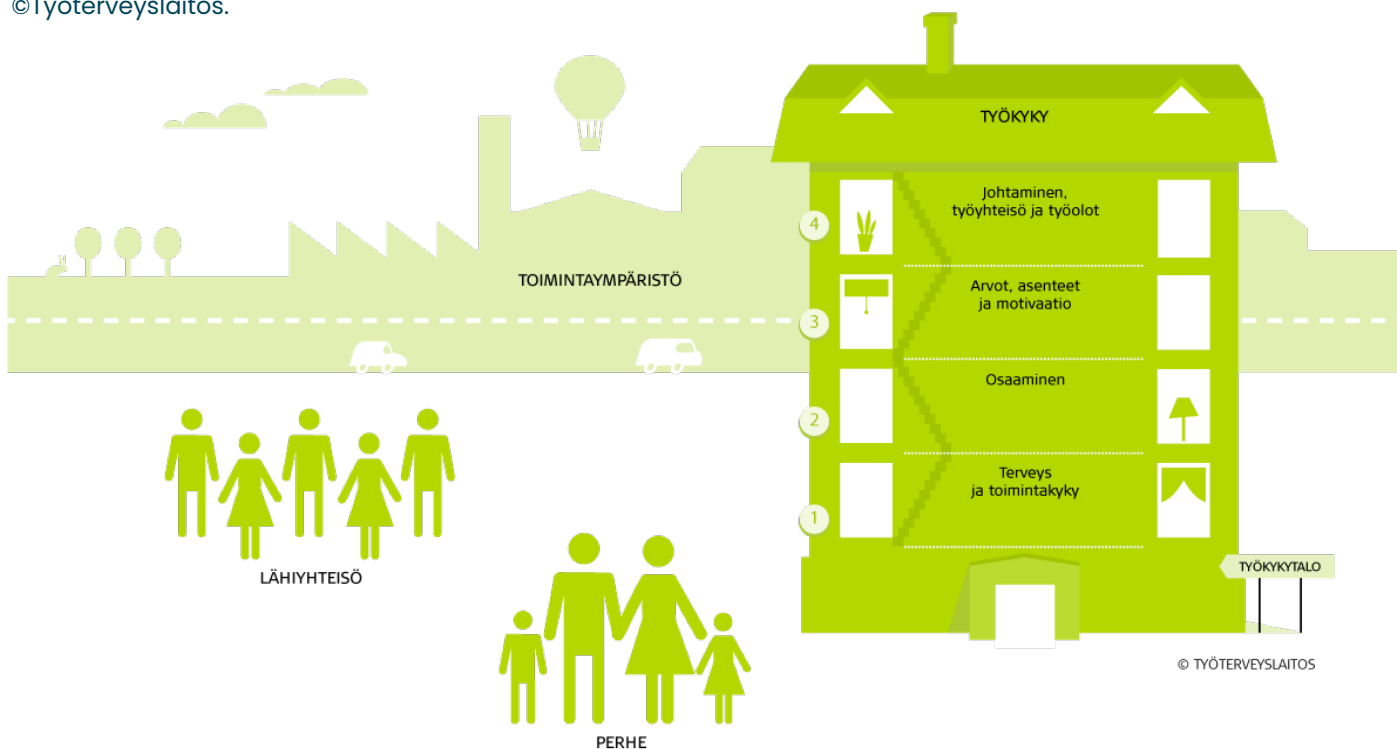 ©Työterveyslaitos.
TYÖKYKY
4
Johtaminen,
työyhteisö ja työolot
TOIMINTAYMPÄRISTÖ
3
Arvot, asenteet
ja motivaatio
2
Osaaminen
1
Terveys
ja toimintakyky
LÄHIYHTEISÖ
PERHE
TYÖKYKYTALO
© TYÖTERVEYSLAITOS